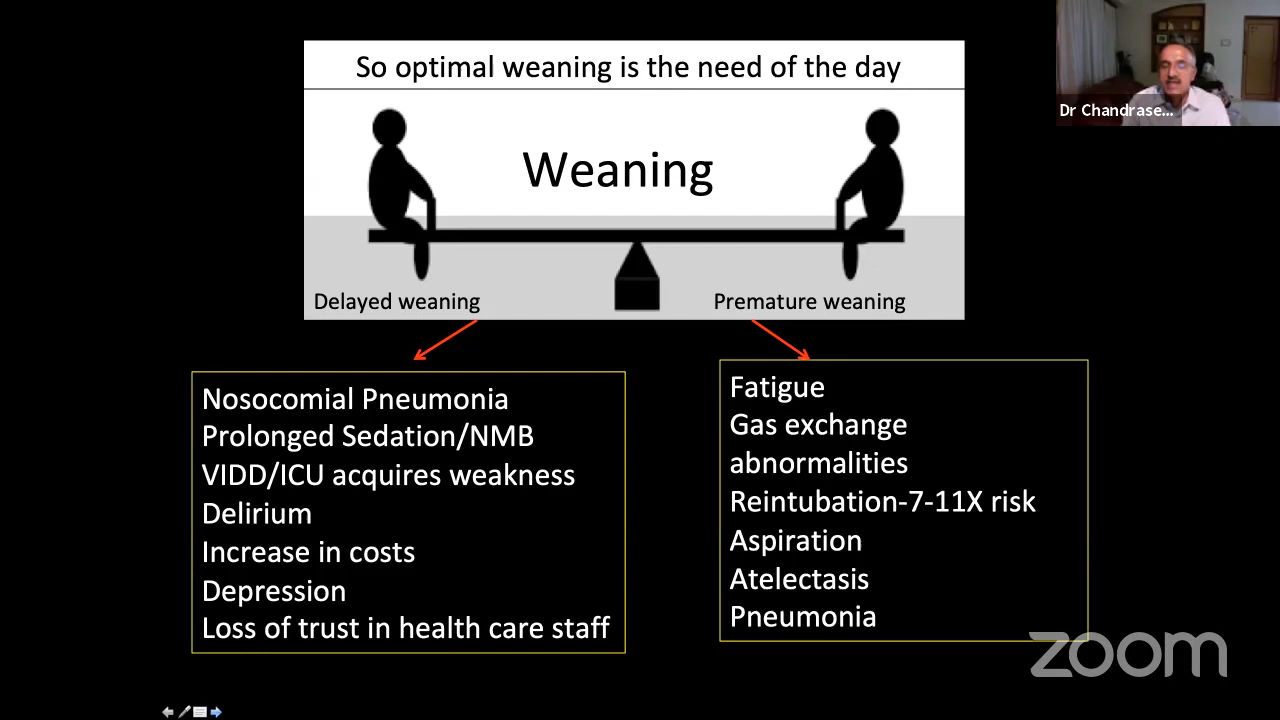 So optimal weaning is the need of the day
Weaning
Delayed weaning
Premature weaning
Nosocomial Pneumonia
Prolonged Sedation/NMB
VIDD/ICU acquires weakness
Delirium
Increase in costs
Depression
Loss of trust in health care staff
Fatigue
Gas exchange
abnormalities
Reintubation-7-11X risk
Aspiration
Atelectasis
Pneumonia
Dr Chandrase...
zoom